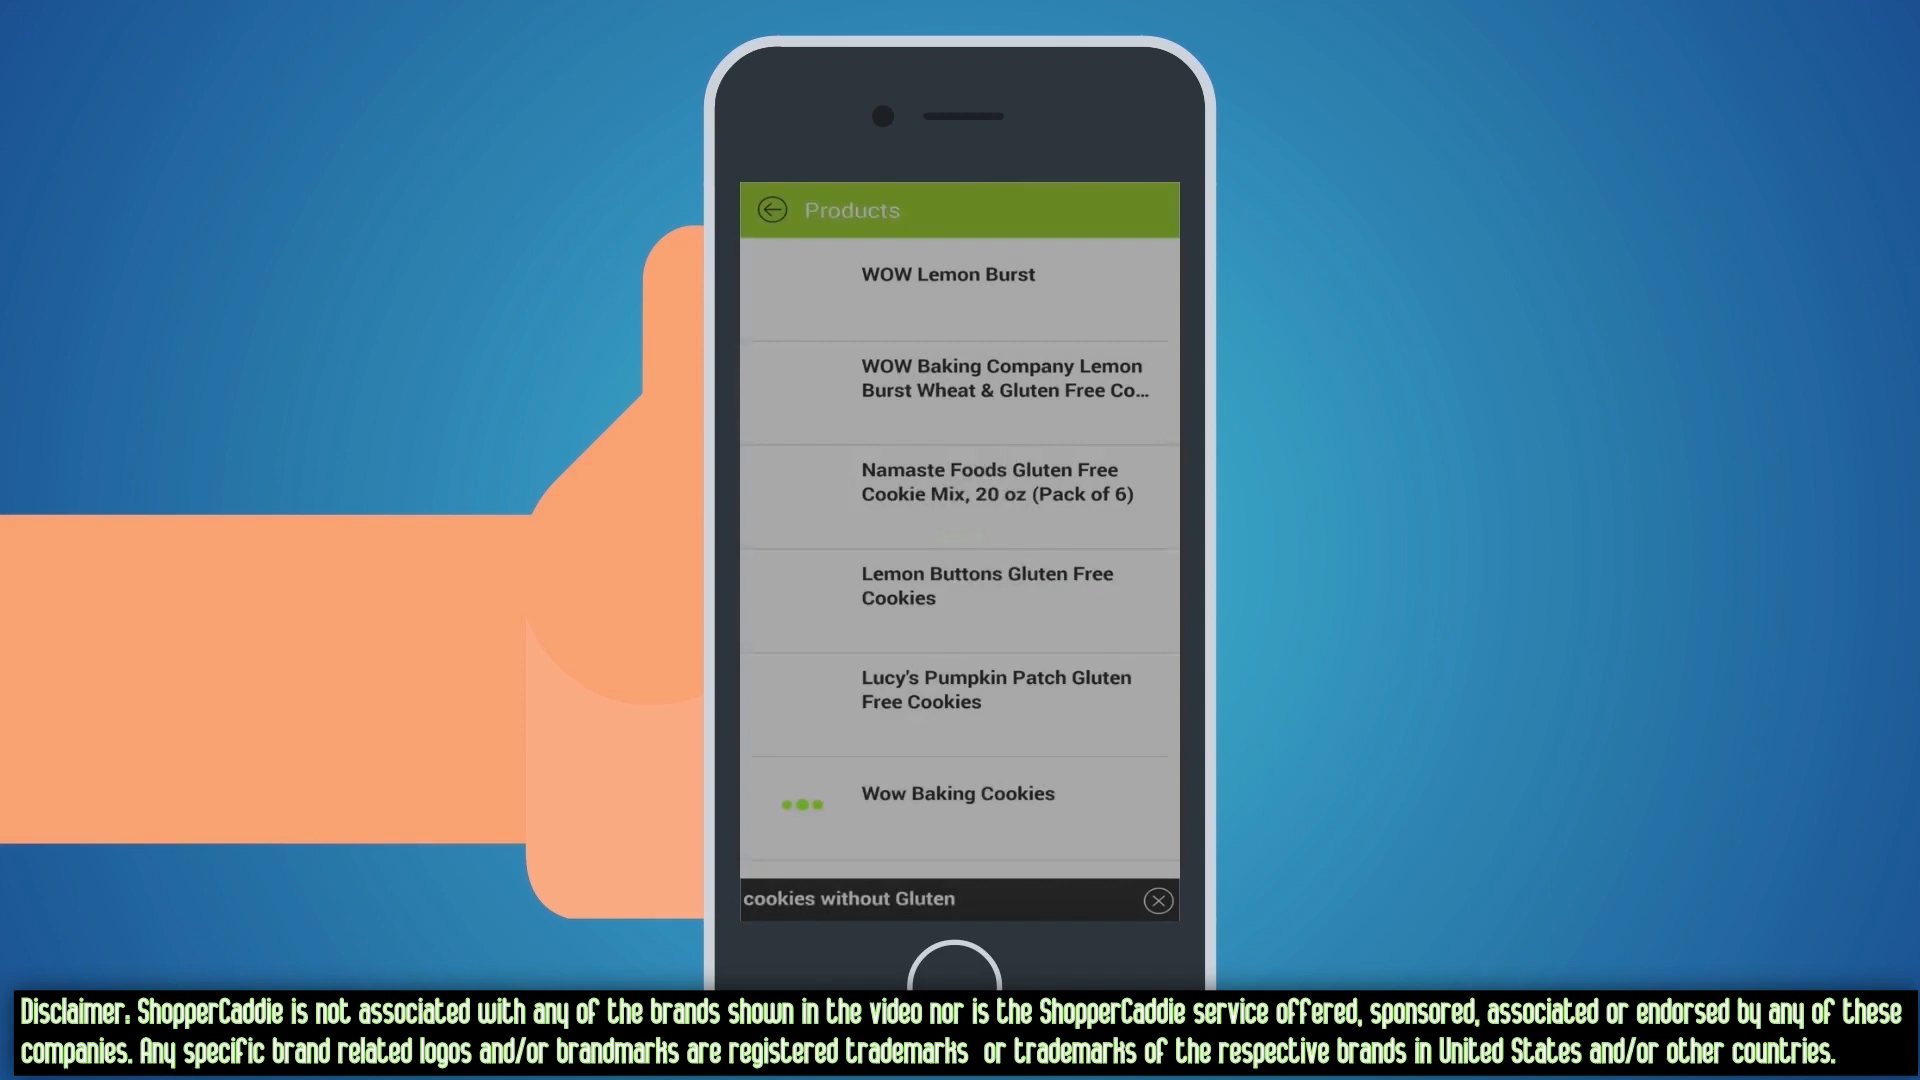 Products
WOW Lemon Burst
WOW Baking Company Lemon
Burst Wheat & Gluten Free Co...
Namaste Foods Gluten Free
Cookie Mix, 20 oz (Pack of 6)
Lemon Buttons Gluten Free
Cookies
Lucy's Pumpkin Patch Gluten
Free Cookies
Wow Baking Cookies
cookies without Gluten
Disclaimer: ShopperCaddie is not associated with any of the brands shown in the video nor is the ShopperCaddie service offered, sponsored, associated or endorsed by any of these
companies. Any specific brand related logos and/or brandmarks are registered trademarks or trademarks of the respective brands in United States and/or other countries.